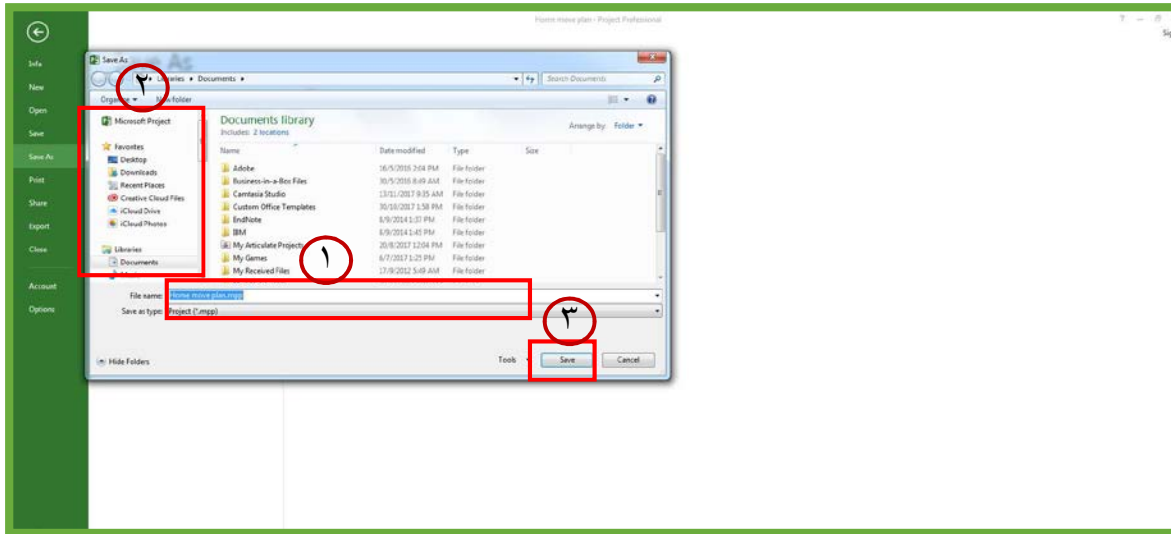 Home move plan - Project Professional
Info
New
Open
Save
Save As
Print
Share
Export
Close
Account
Options
Save As
٢
Libraries ▸ Documents ▸
Search Documents
Organize New folder
Microsoft Project
Favorites
Desktop
Downloads
Recent Places
Creative Cloud Files
iCloud Drive
iCloud Photos
Libraries
Documents
Documents library
Includes: 2 locations
Arrange by: Folder
Name Date modified Type Size
Adobe 16/5/2016 2:04 PM File folder
Business-in-a-Box Files 30/5/2016 8:49 AM File folder
Camtasia Studio 13/11/2017 9:35 AM File folder
Custom Office Templates 30/10/2017 1:58 PM File folder
EndNote 8/9/2014 1:37 PM File folder
IBM 8/9/2014 1:45 PM File folder
My Articulate Projects 20/8/2017 12:04 PM File folder
My Games 6/7/2017 1:25 PM File folder
My Received Files 17/9/2012 5:49 AM File folder
١
File name: Home move plan.mpp
Save as type: Project (*.mpp)
٣
Hide Folders
Tools
Save
Cancel